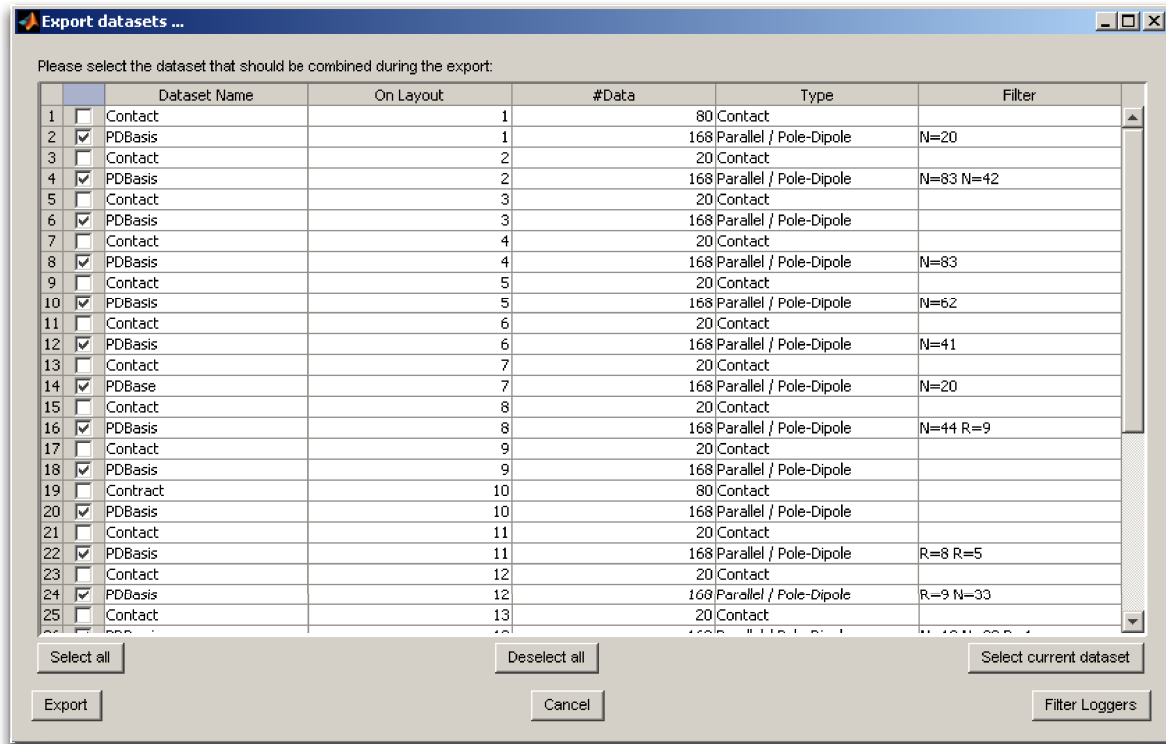 Export datasets ...
Please select the dataset that should be combined during the export:
Dataset Name On Layout #Data Type Filter
1 Contact 1 80 Contact
2 PDBasis 1 168 Parallel / Pole-Dipole N=20
3 Contact 2 20 Contact
4 PDBasis 2 168 Parallel / Pole-Dipole N=83 N=42
5 Contact 3 20 Contact
6 PDBasis 3 168 Parallel / Pole-Dipole
7 Contact 4 20 Contact
8 PDBasis 4 168 Parallel / Pole-Dipole N=83
9 Contact 5 20 Contact
10 PDBasis 5 168 Parallel / Pole-Dipole N=62
11 Contact 6 20 Contact
12 PDBasis 6 168 Parallel / Pole-Dipole N=41
13 Contact 7 20 Contact
14 PDBase 7 168 Parallel / Pole-Dipole N=20
15 Contact 8 20 Contact
16 PDBasis 8 168 Parallel / Pole-Dipole N=44 R=9
17 Contact 9 20 Contact
18 PDBasis 9 168 Parallel / Pole-Dipole
19 Contract 10 80 Contact
20 PDBasis 10 168 Parallel / Pole-Dipole
21 Contact 11 20 Contact
22 PDBasis 11 168 Parallel / Pole-Dipole R=8 R=5
23 Contact 12 20 Contact
24 PDBasis 12 168 Parallel / Pole-Dipole R=9 N=33
25 Contact 13 20 Contact
Select all Deselect all Select current dataset
Export Cancel Filter Loggers